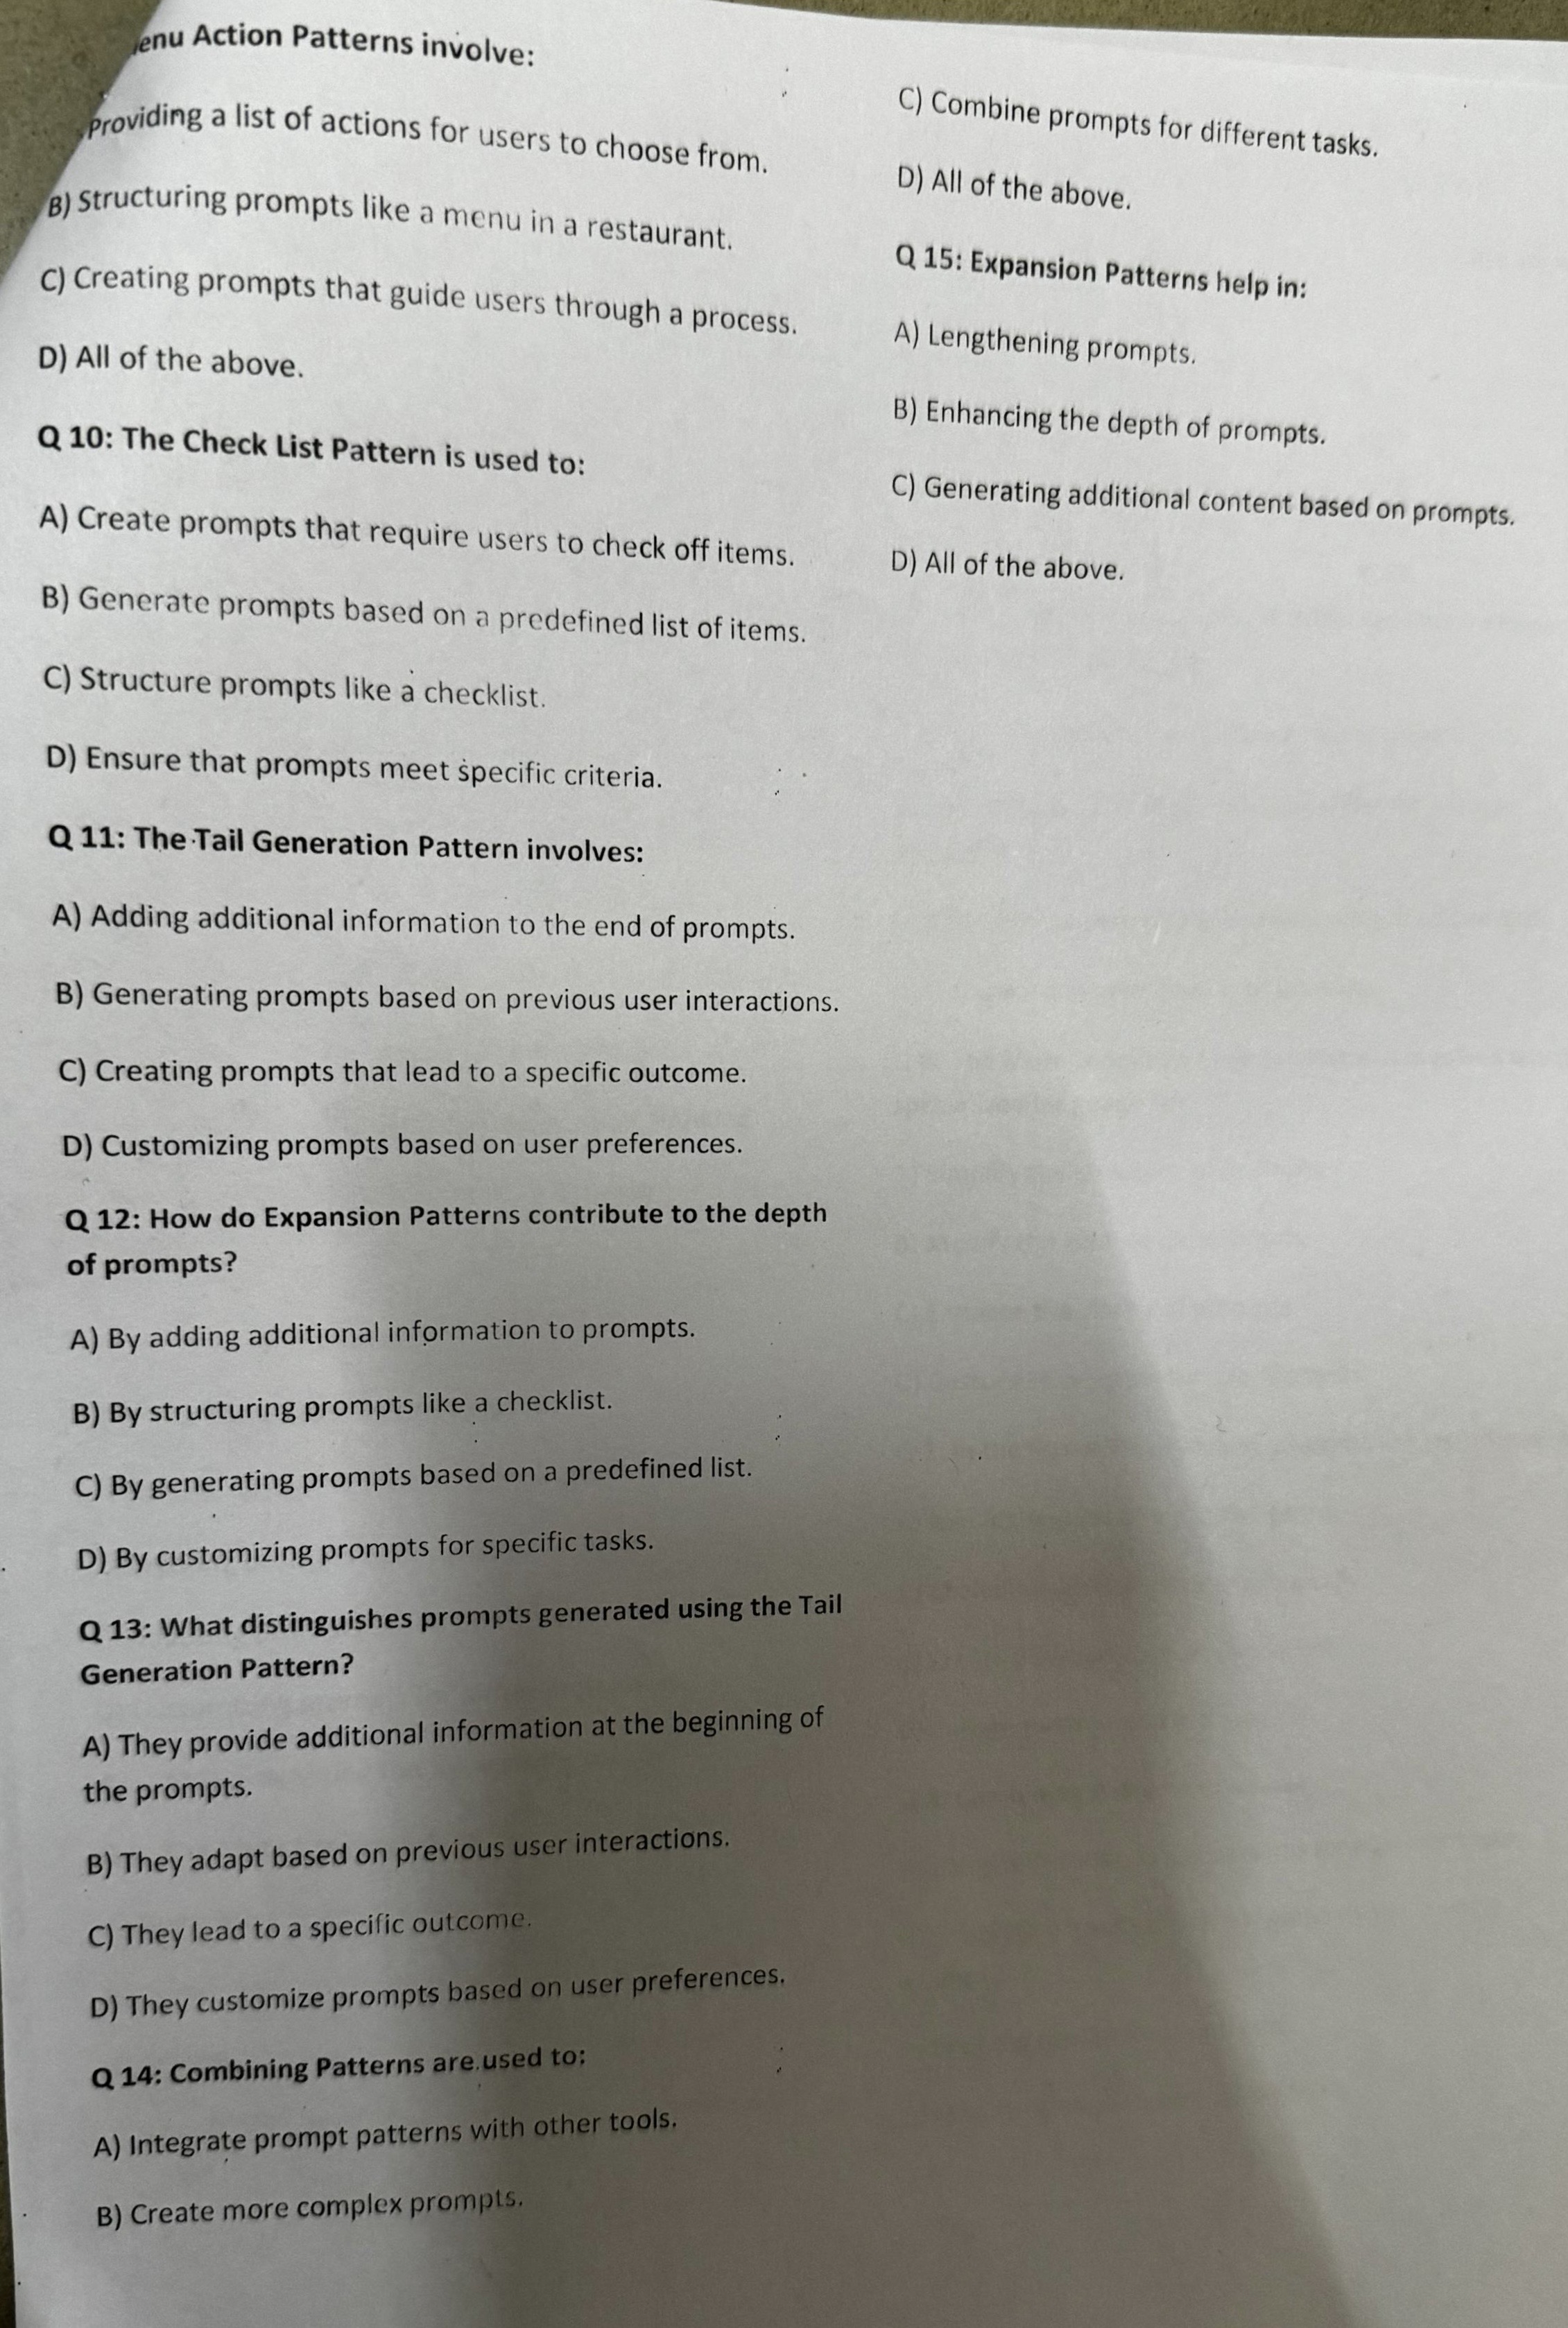 enu Action Patterns involve:
Providing a list of actions for users to choose from.
B) Structuring prompts like a menu in a restaurant.
C) Creating prompts that guide users through a process.
D) All of the above.
Q 10: The Check List Pattern is used to:
A) Create prompts that require users to check off items.
B) Generate prompts based on a predefined list of items.
C) Structure prompts like a checklist.
D) Ensure that prompts meet specific criteria.
Q 11: The Tail Generation Pattern involves:
A) Adding additional information to the end of prompts.
B) Generating prompts based on previous user interactions.
C) Creating prompts that lead to a specific outcome.
D) Customizing prompts based on user preferences.
Q 12: How do Expansion Patterns contribute to the depth
of prompts?
A) By adding additional information to prompts.
B) By structuring prompts like a checklist.
C) By generating prompts based on a predefined list.
D) By customizing prompts for specific tasks.
Q 13: What distinguishes prompts generated using the Tail
Generation Pattern?
A) They provide additional information at the beginning of
the prompts.
B) They adapt based on previous user interactions.
C) They lead to a specific outcome.
D) They customize prompts based on user preferences.
Q 14: Combining Patterns are used to:
A) Integrate prompt patterns with other tools.
B) Create more complex prompts.
C) Combine prompts for different tasks.
D) All of the above.
Q 15: Expansion Patterns help in:
A) Lengthening prompts.
B) Enhancing the depth of prompts.
C) Generating additional content based on prompts.
D) All of the above.